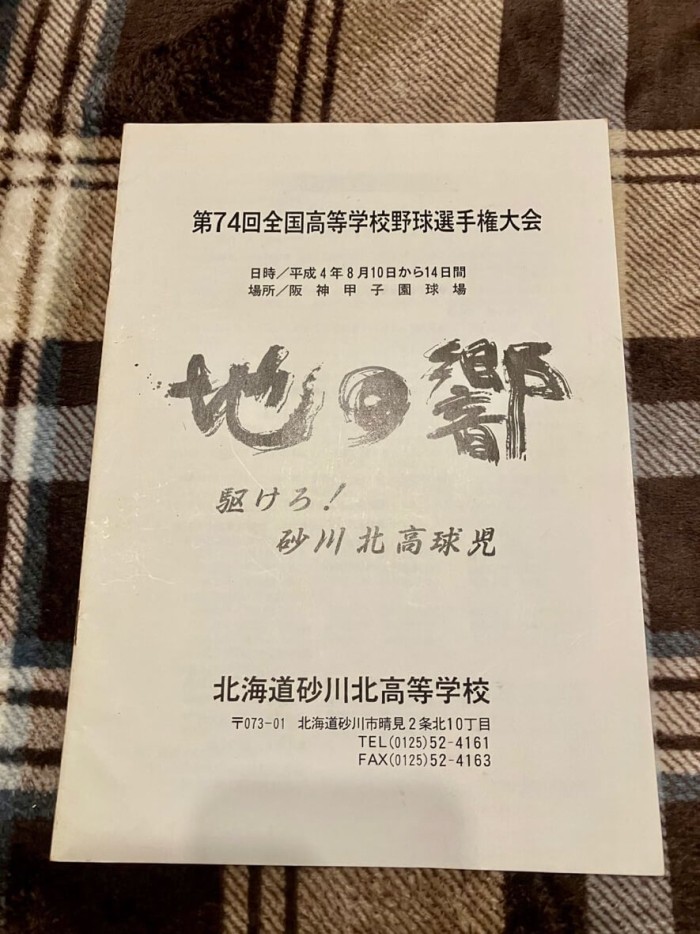 第74回全国高等学校野球選手権大会
日時／平成4年8月10日から14日間
場所／阪神甲子園球場
地の響
駆けろ！
砂川北高球児
北海道砂川北高等学校
〒073-01 北海道砂川市晴見2条北10丁目
TEL(0125)52-4161
FAX(0125)52-4163